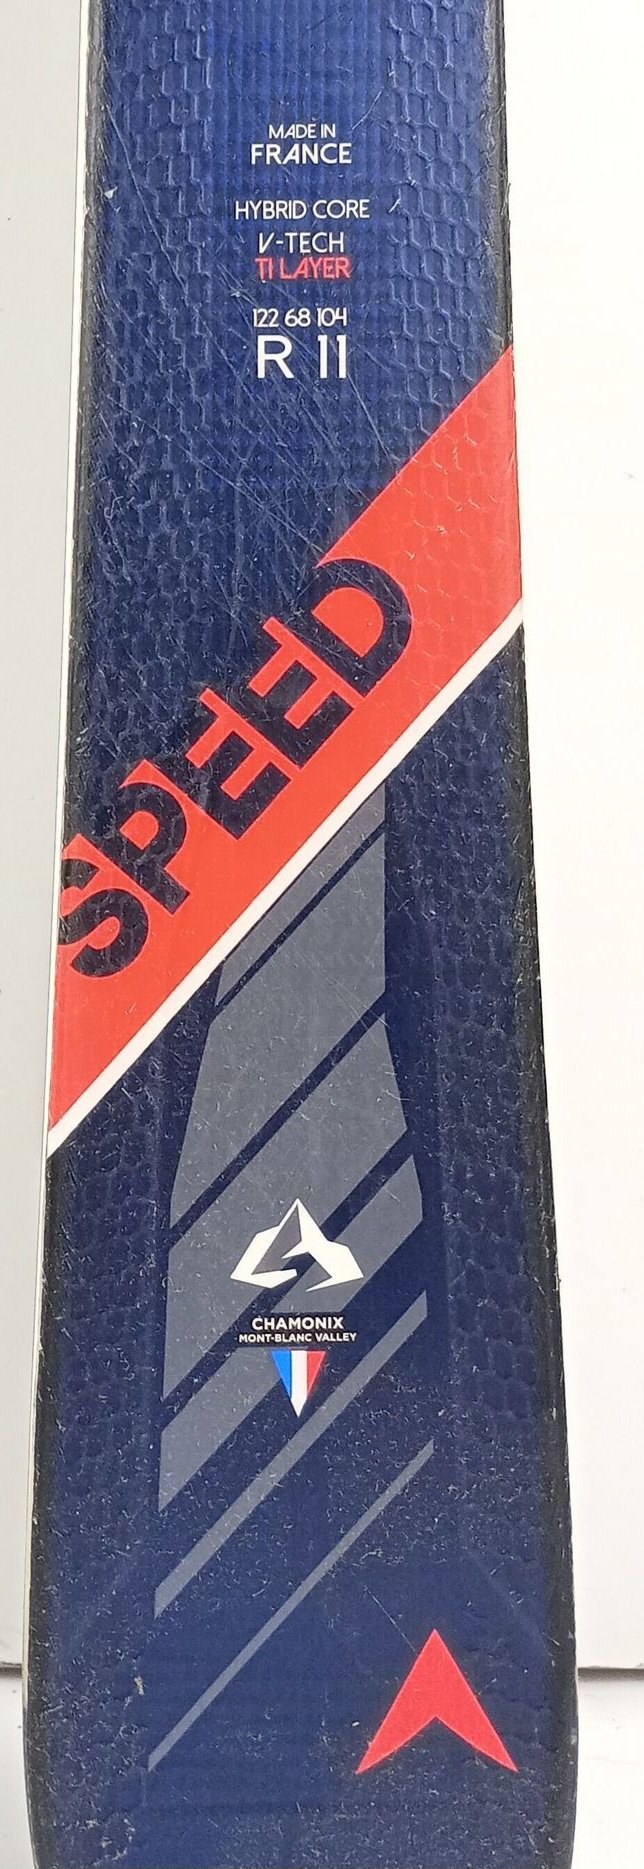 MADE IN
FRANCE
HYBRID CORE
V-TECH
TI LAYER
122 68 104
R 11
SPEED
CHAMONIX
MONT-BLANC VALLEY